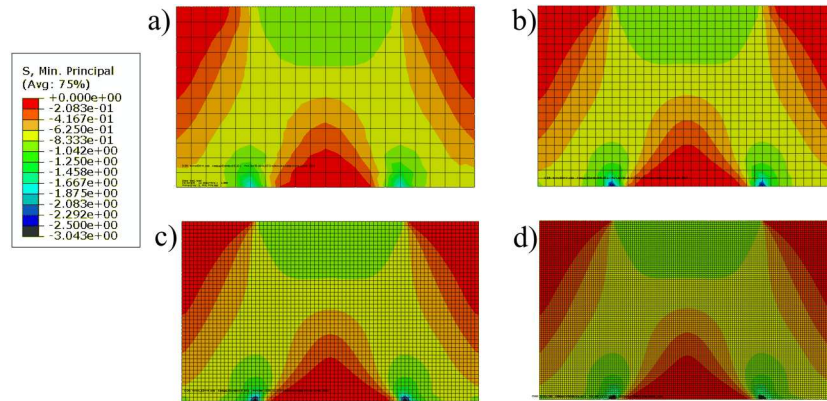 a)
b)
S, Min. Principal
(Avg: 75%)
+0.000e+00
-2.083e-01
-4.167e-01
-6.250e-01
-8.333e-01
-1.042e+00
-1.250e+00
-1.458e+00
-1.667e+00
-1.875e+00
-2.083e+00
-2.292e+00
-2.500e+00
-3.043e+00
c)
d)